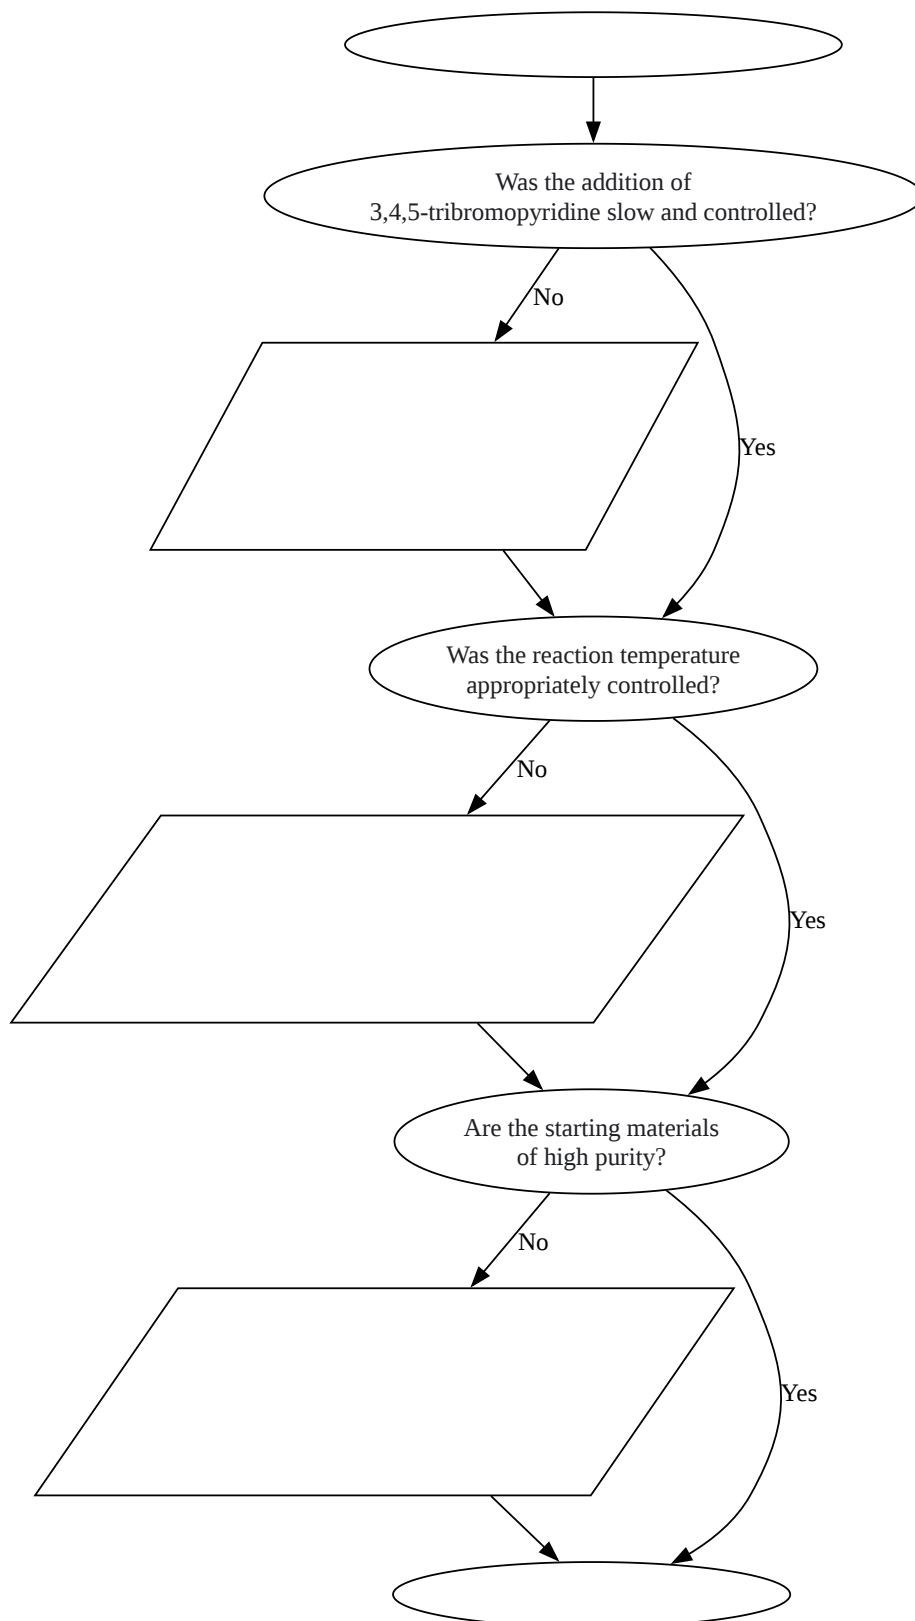 Was the addition of
3,4,5-tribromopyridine slow and controlled?
No
Yes
Was the reaction temperature
appropriately controlled?
No
Yes
Are the starting materials
of high purity?
No
Yes